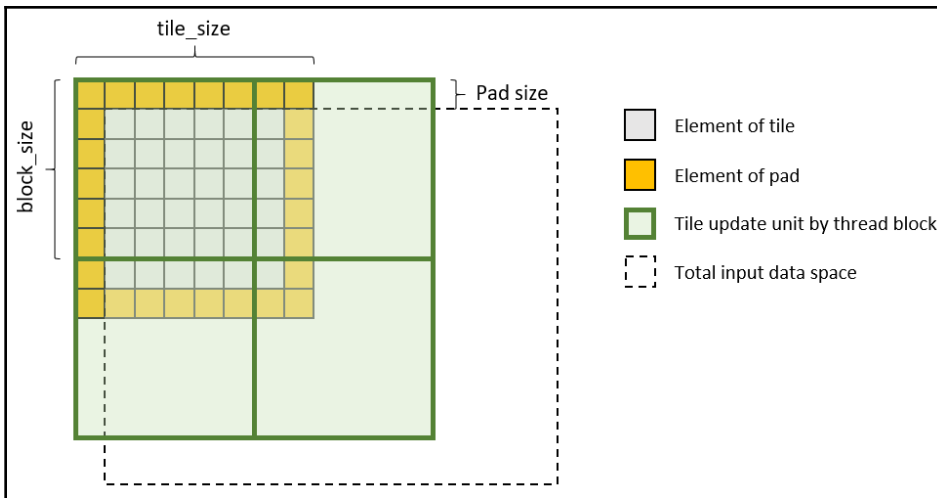 tile_size
Pad size
block_size
Element of tile
Element of pad
Tile update unit by thread block
Total input data space